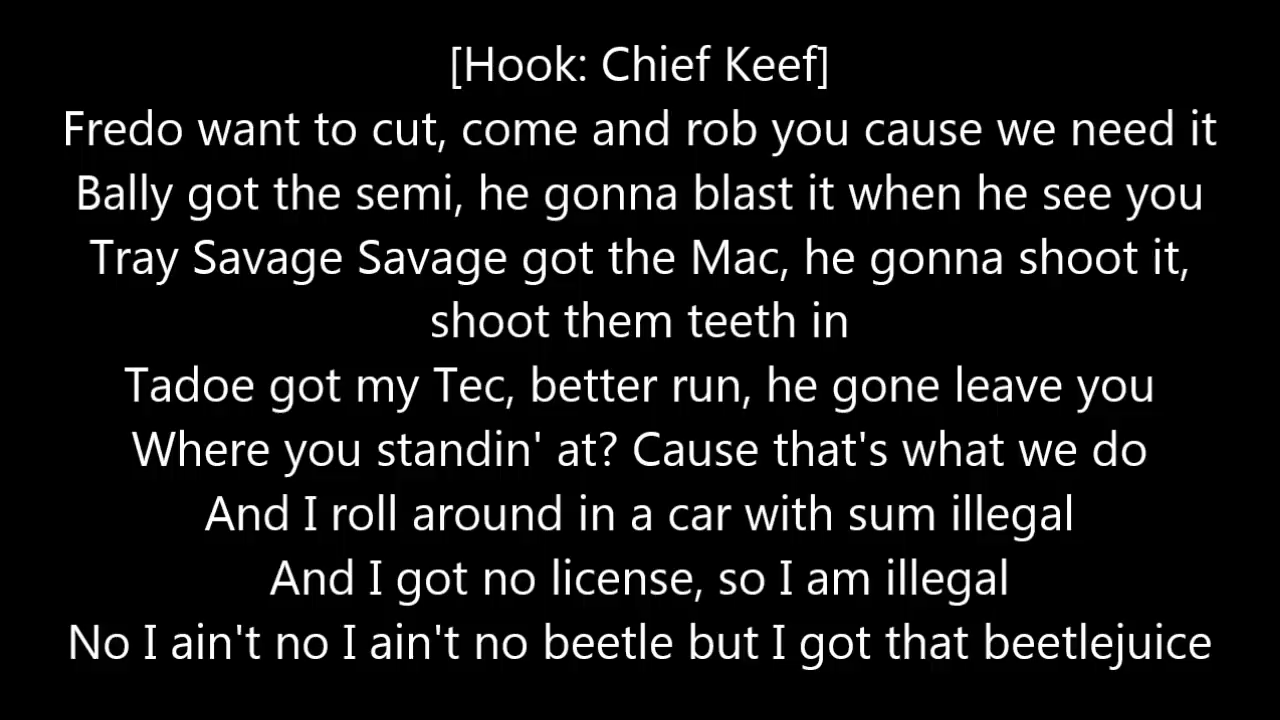 [Hook: Chief Keef]
Fredo want to cut, come and rob you cause we need it
Bally got the semi, he gonna blast it when he see you
Tray Savage Savage got the Mac, he gonna shoot it,
shoot them teeth in
Tadoe got my Tec, better run, he gone leave you
Where you standin' at? Cause that's what we do
And I roll around in a car with sum illegal
And I got no license, so I am illegal
No I ain't no I ain't no beetle but I got that beetlejuice